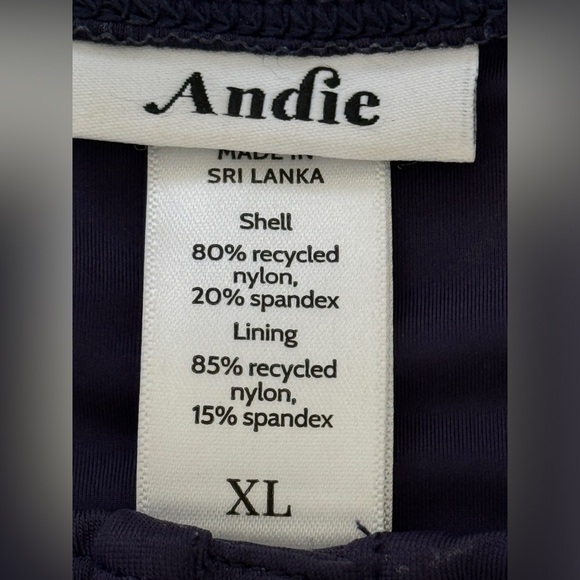 Andie
MADE IN
SRI LANKA
Shell
80% recycled
nylon,
20% spandex
Lining
85% recycled
nylon,
15% spandex
XL